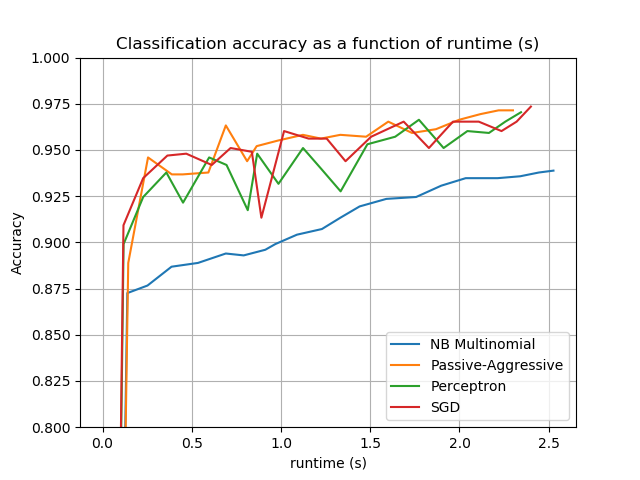 Classification accuracy as a function of runtime (s)
1.000
0.975
0.950
0.925
0.900
0.875
0.850
0.825
0.800
Accuracy
NB Multinomial
Passive-Aggressive
Perceptron
SGD
0.0 0.5 1.0 1.5 2.0 2.5
runtime (s)